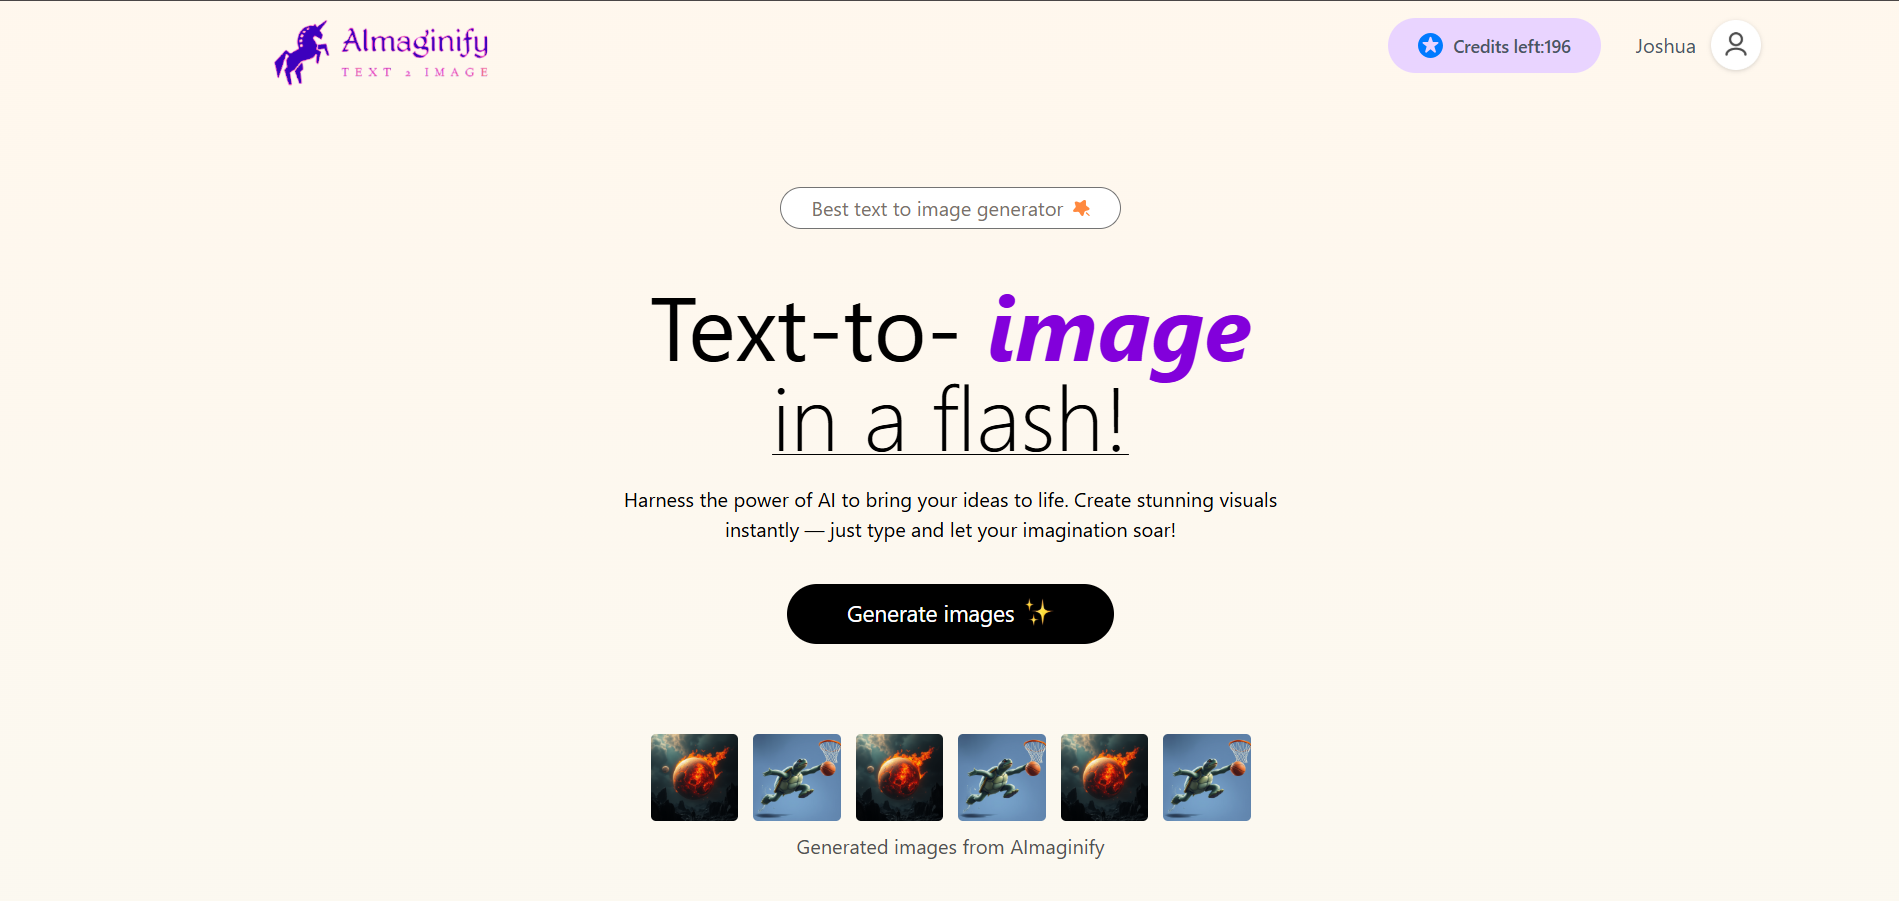 AImaginify
TEXT 2 IMAGE
Credits left:196
Joshua
Best text to image generator
Text-to- image
in a flash!
Harness the power of AI to bring your ideas to life. Create stunning visuals
instantly — just type and let your imagination soar!
Generate images ✨
Generated images from AImaginify